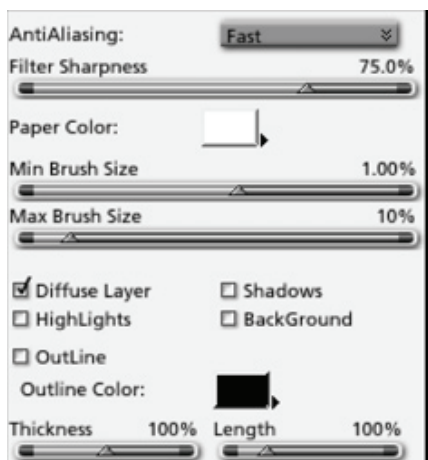 AntiAliasing: Fast
Filter Sharpness 75.0%
Paper Color:
Min Brush Size 1.00%
Max Brush Size 10%
Diffuse Layer Shadows
HighLights BackGround
OutLine
Outline Color:
Thickness 100% Length 100%